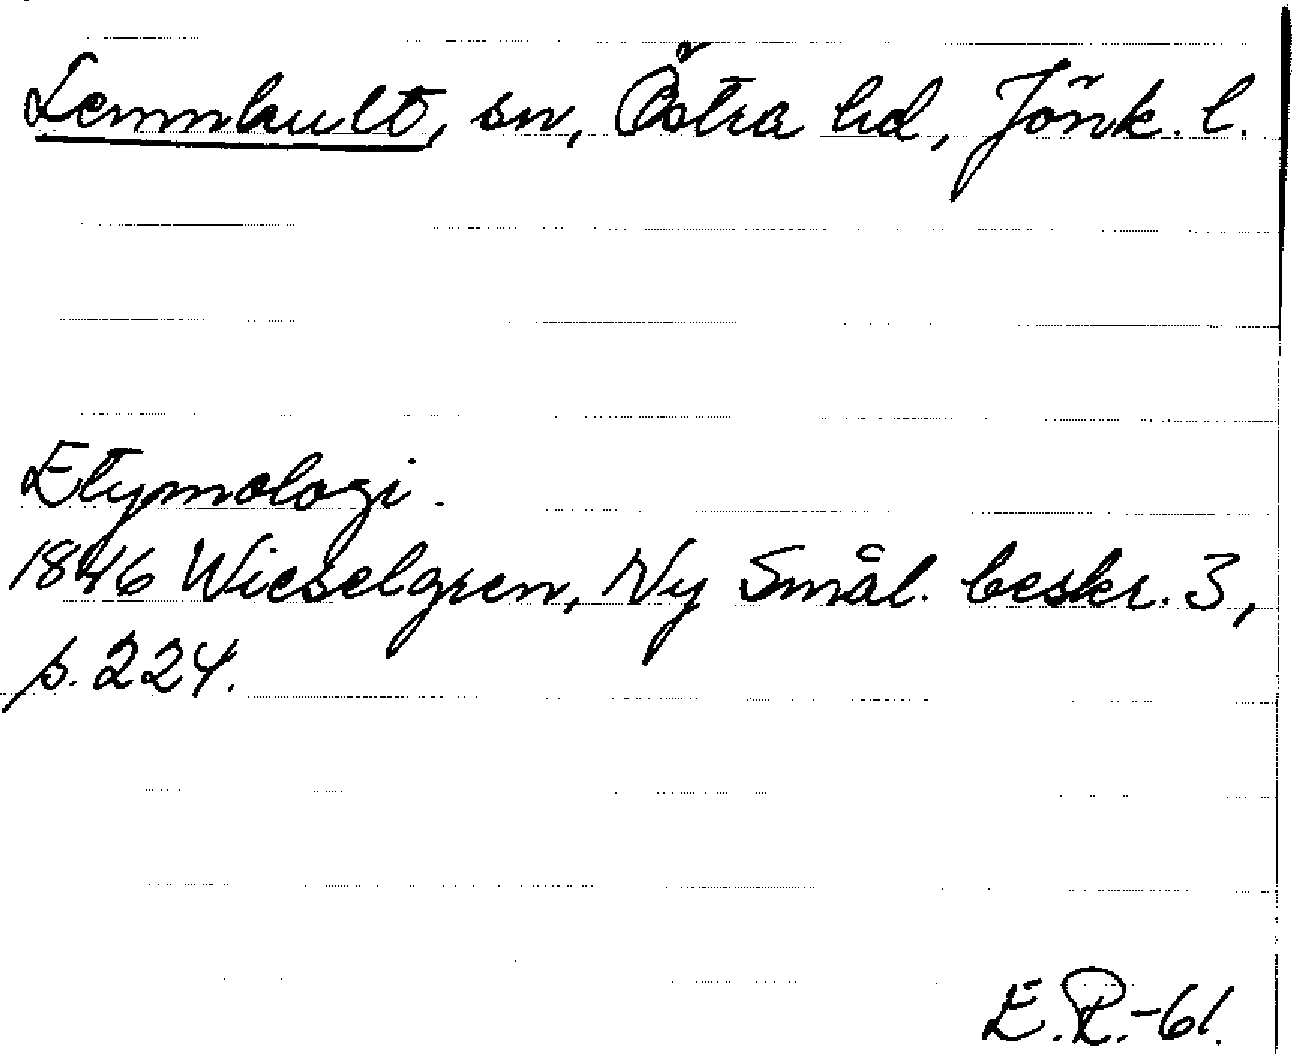 Lemnhult, sn, Östra hd, Jönk. l.
Etymologi.
1846 Wieselgren, Ny Smål. beskr. 3,
p. 224.
E.R.-61.